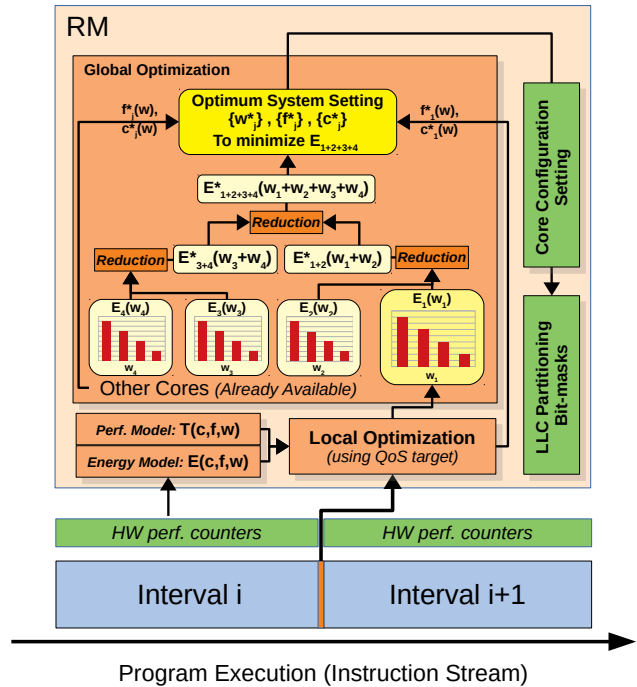 RM
Global Optimization
Optimum System Setting
{w*j} , {f*j} , {c*j}
To minimize E1+2+3+4
f*j(w),
c*j(w)
f*1(w),
c*1(w)
E*1+2+3+4(w1+w2+w3+w4)
Reduction
Reduction
E*3+4(w3+w4)
E*1+2(w1+w2)
Reduction
E4(w4)
w4
E3(w3)
w3
E2(w2)
w2
E1(w1)
w1
Other Cores (Already Available)
Core Configuration
Setting
LLC Partitioning
Bit-masks
Perf. Model: T(c,f,w)
Energy Model: E(c,f,w)
Local Optimization
(using QoS target)
HW perf. counters
HW perf. counters
Interval i
Interval i+1
Program Execution (Instruction Stream)